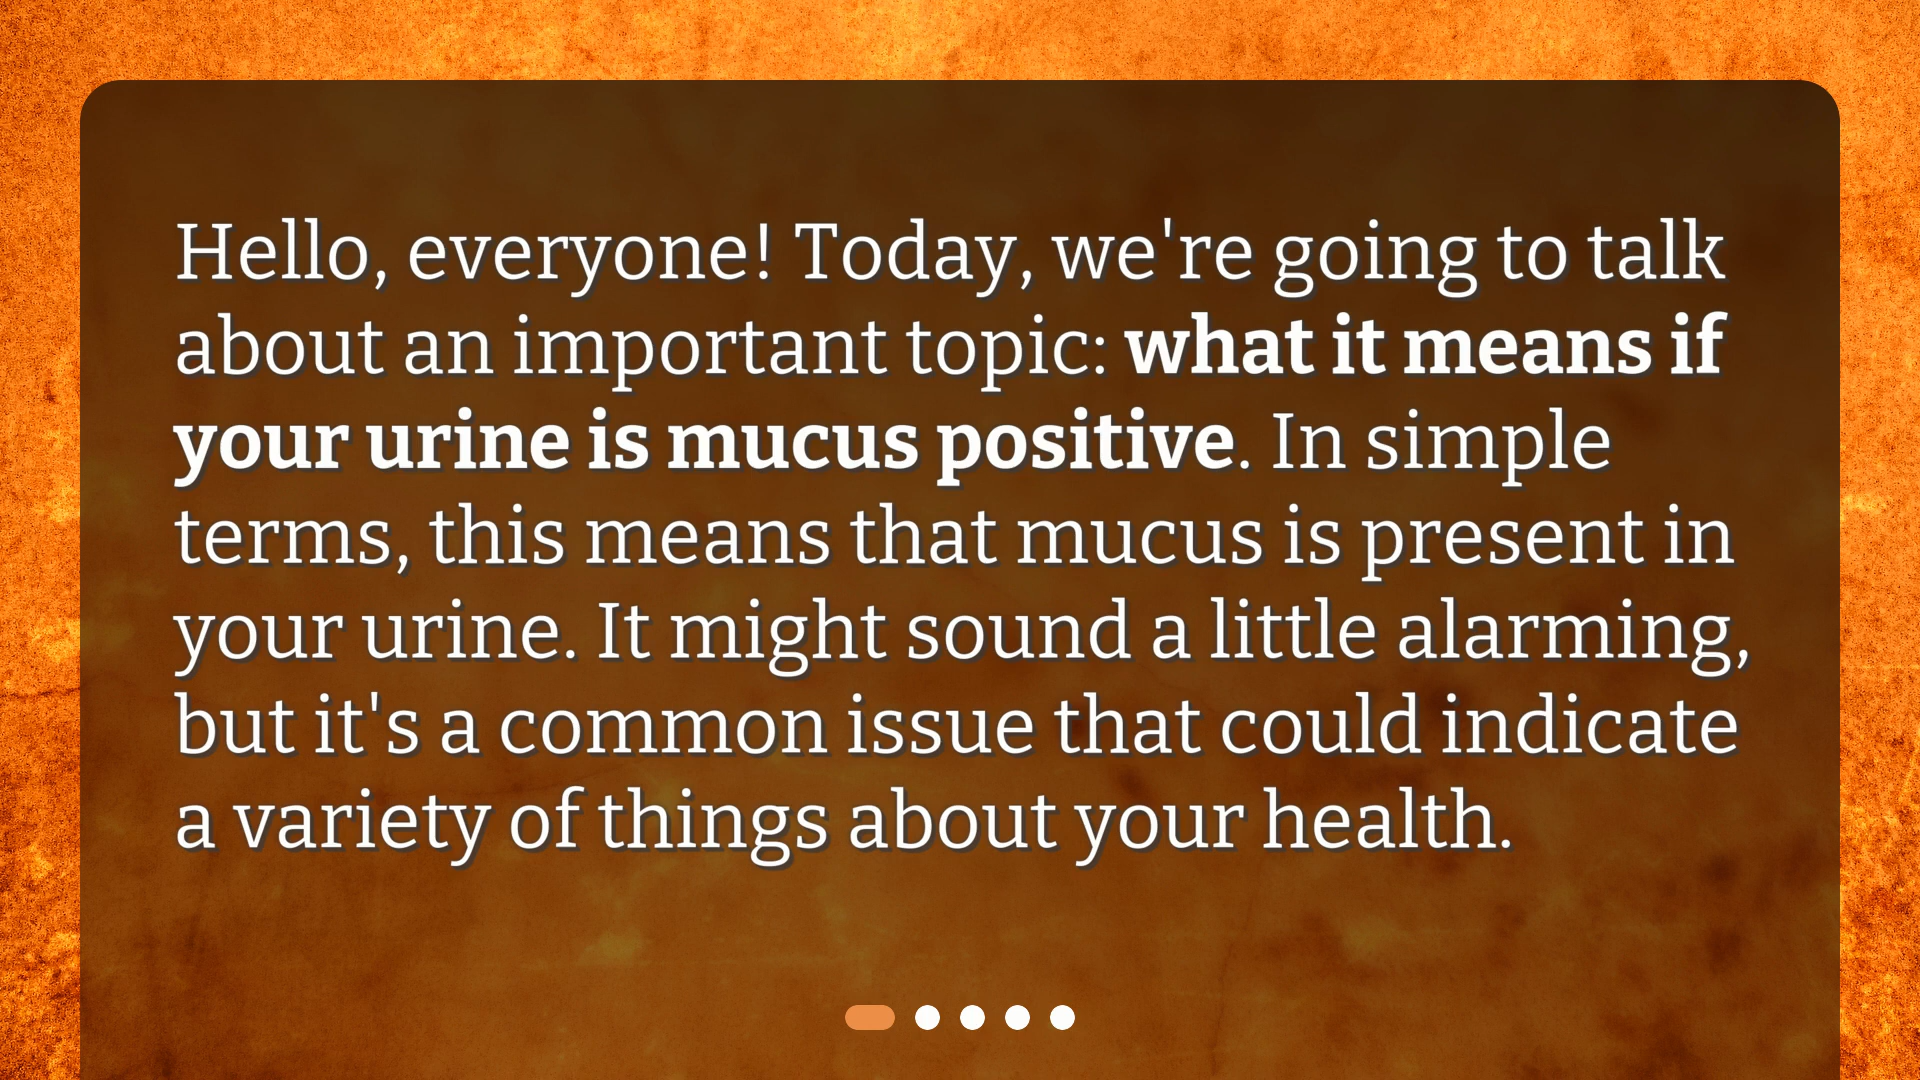 Hello, everyone! Today, we're going to talk
about an important topic: what it means if
your urine is mucus positive. In simple
terms, this means that mucus is present in
your urine. It might sound a little alarming,
but it's a common issue that could indicate
a variety of things about your health.